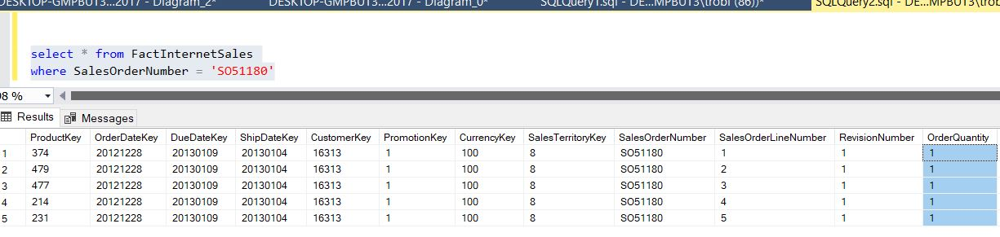 DESKTOP-GMPBUT3...2017 - Diagram_2* DESKTOP-GMPBUT3...2017 - Diagram_0* SQLQuery1.sql - DE...MPBUT3\trobf (86))* SQLQuery2.sql - DE...MPBUT3\trob
select * from FactInternetSales
where SalesOrderNumber = 'SO51180'
98 %
Results Messages
ProductKey OrderDateKey DueDateKey ShipDateKey CustomerKey PromotionKey CurrencyKey SalesTerritoryKey SalesOrderNumber SalesOrderLineNumber RevisionNumber OrderQuantity
1 374 20121228 20130109 20130104 16313 1 100 8 SO51180 1 1 1
2 479 20121228 20130109 20130104 16313 1 100 8 SO51180 2 1 1
3 477 20121228 20130109 20130104 16313 1 100 8 SO51180 3 1 1
4 214 20121228 20130109 20130104 16313 1 100 8 SO51180 4 1 1
5 231 20121228 20130109 20130104 16313 1 100 8 SO51180 5 1 1